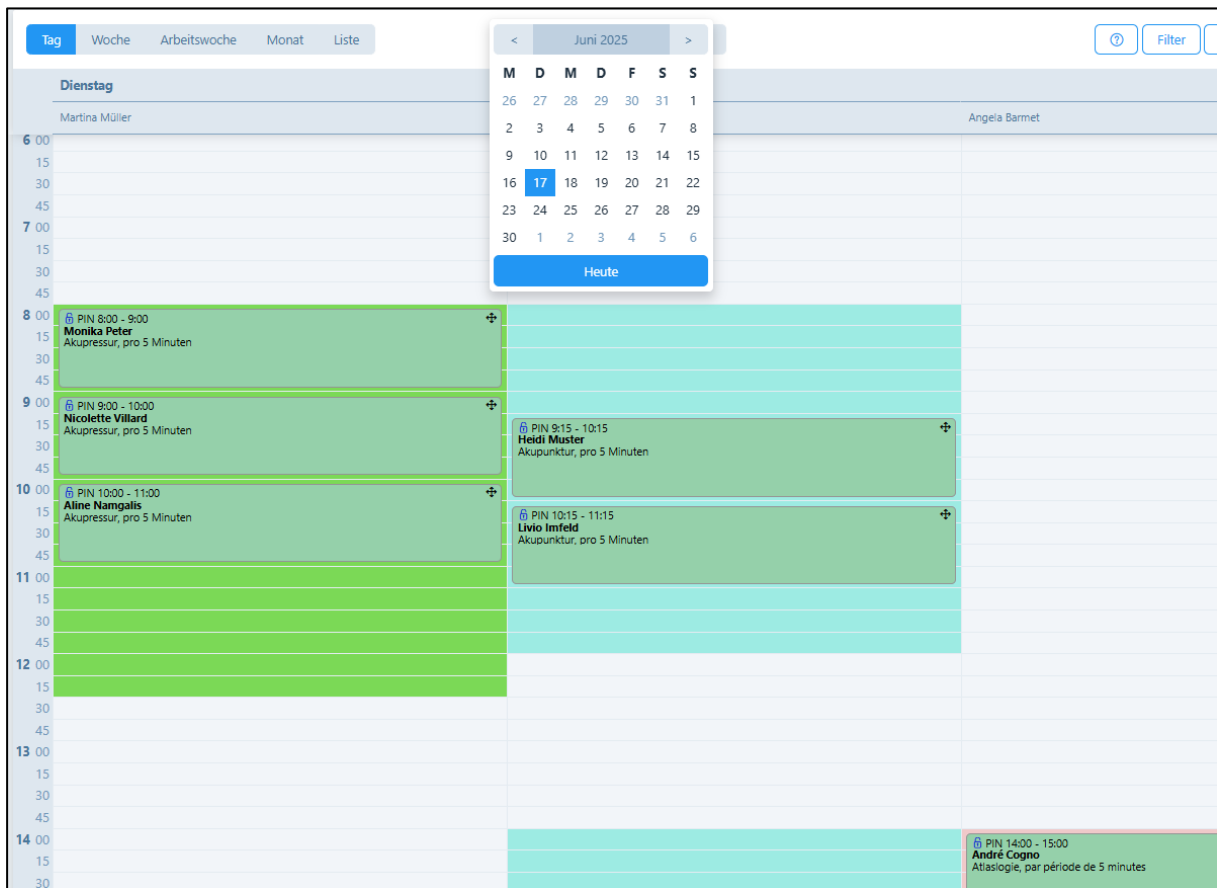 Tag Woche Arbeitswoche Monat Liste < Juni 2025 > Filter
M D M D F S S
26 27 28 29 30 31 1
2 3 4 5 6 7 8
9 10 11 12 13 14 15
16 17 18 19 20 21 22
23 24 25 26 27 28 29
30 1 2 3 4 5 6
Heute
Dienstag
Martina Müller
Angela Barmet
6 00
15
30
45
7 00
15
30
45
8 00
15
30
45
9 00
15
30
45
10 00
15
30
45
11 00
15
30
45
12 00
15
30
45
13 00
15
30
45
14 00
15
30
PIN 8:00 - 9:00
Monika Peter
Akupressur, pro 5 Minuten
PIN 9:00 - 10:00
Nicolette Villard
Akupressur, pro 5 Minuten
PIN 10:00 - 11:00
Aline Namgalis
Akupressur, pro 5 Minuten
PIN 9:15 - 10:15
Heidi Muster
Akupunktur, pro 5 Minuten
PIN 10:15 - 11:15
Livio Imfeld
Akupunktur, pro 5 Minuten
PIN 14:00 - 15:00
André Cogno
Atlaslogie, par période de 5 minutes